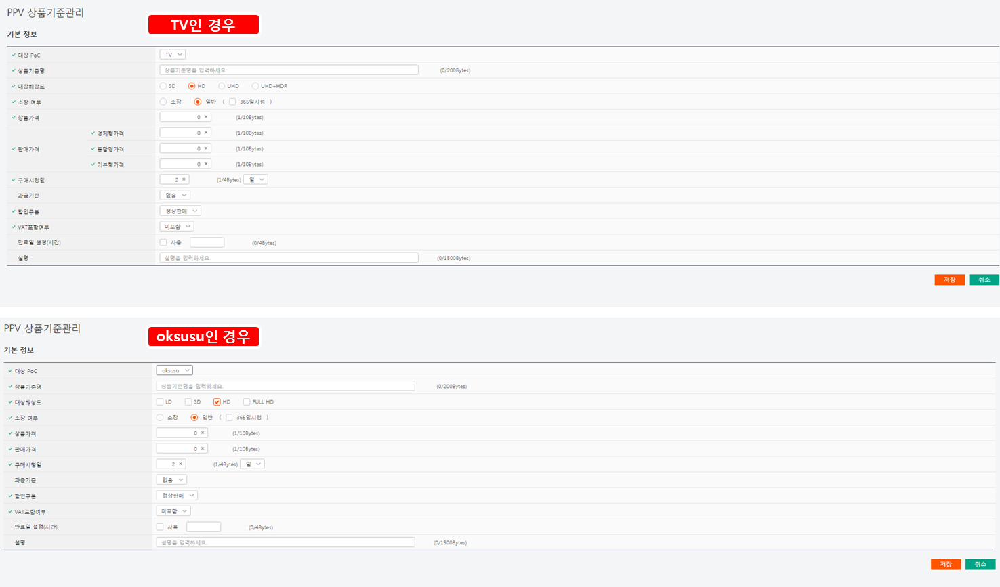 PPV 상품기준관리
TV인 경우
기본 정보
대상 PoC TV
상품기준명 상품기준명을 입력하세요. (0/200Bytes)
대상해상도 SD HD UHD UHD+HDR
소장 여부 소장 일반 ( 365일시청 )
상품가격 0 × (1/10Bytes)
경제형가격 0 × (1/10Bytes)
판매가격 통합형가격 0 × (1/10Bytes)
기본형가격 0 × (1/10Bytes)
구매시청일 2 × (1/4Bytes) 일
과금기준 없음
할인구분 정상판매
VAT포함여부 미포함
만료일 설정(시간) 사용 (0/4Bytes)
설명 설명을 입력하세요. (0/1500Bytes)
저장 취소
PPV 상품기준관리
oksusu인 경우
기본 정보
대상 PoC oksusu
상품기준명 상품기준명을 입력하세요. (0/200Bytes)
대상해상도 LD SD HD FULL HD
소장 여부 소장 일반 ( 365일시청 )
상품가격 0 × (1/10Bytes)
판매가격 0 × (1/10Bytes)
구매시청일 2 × (1/4Bytes) 일
과금기준 없음
할인구분 정상판매
VAT포함여부 미포함
만료일 설정(시간) 사용 (0/4Bytes)
설명 설명을 입력하세요. (0/1500Bytes)
저장 취소